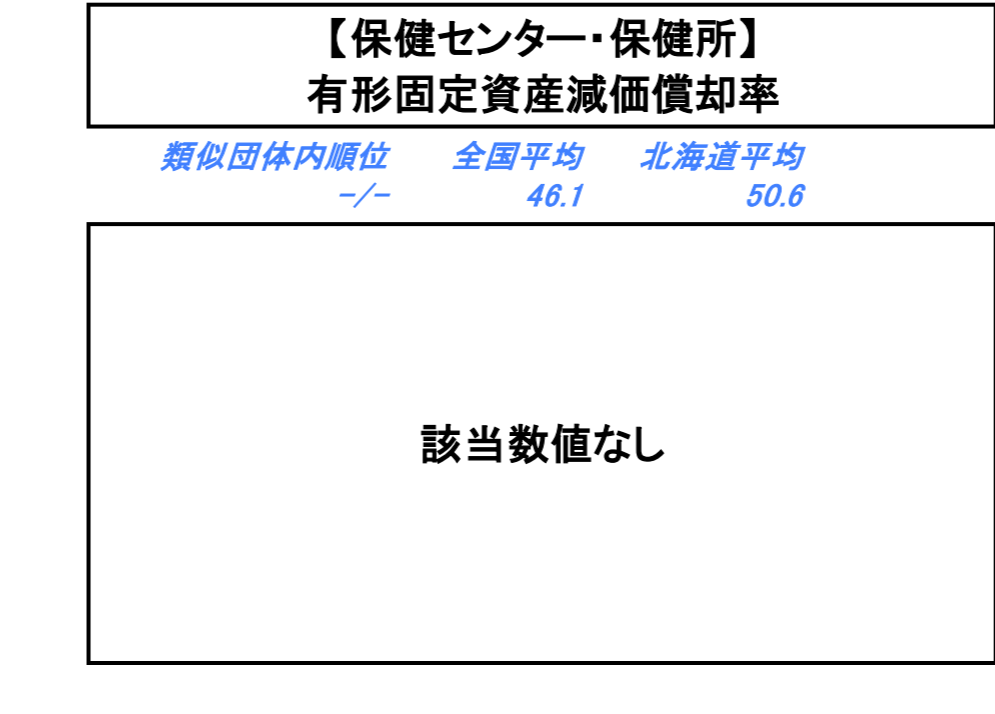 【保健センター・保健所】
有形固定資産減価償却率
類似団体内順位 全国平均 北海道平均
-/- 46.1 50.6
該当数値なし